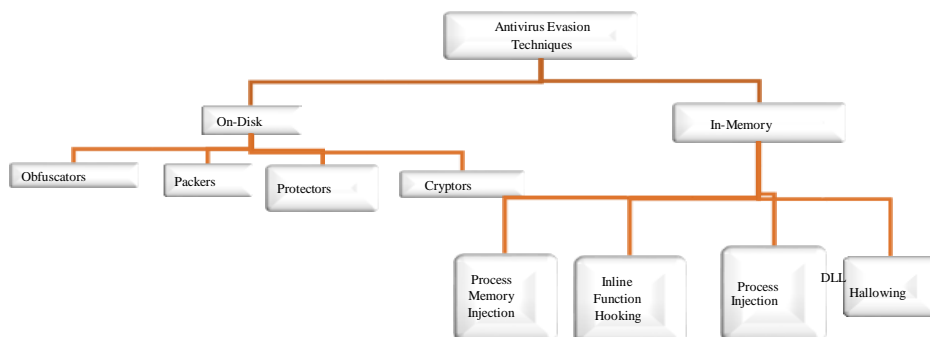 Antivirus Evasion
Techniques
On-Disk
In-Memory
Obfuscators
Packers
Protectors
Cryptors
Process
Memory
Injection
Inline
Function
Hooking
Process
Injection
DLL
Hallowing